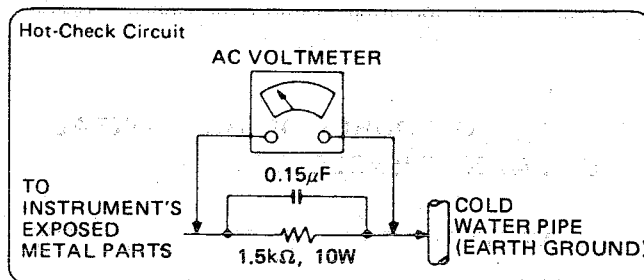 Hot-Check Circuit
AC VOLTMETER
0.15μF
TO
INSTRUMENT'S
EXPOSED
METAL PARTS
1.5kΩ, 10W
COLD
WATER PIPE
(EARTH GROUND)